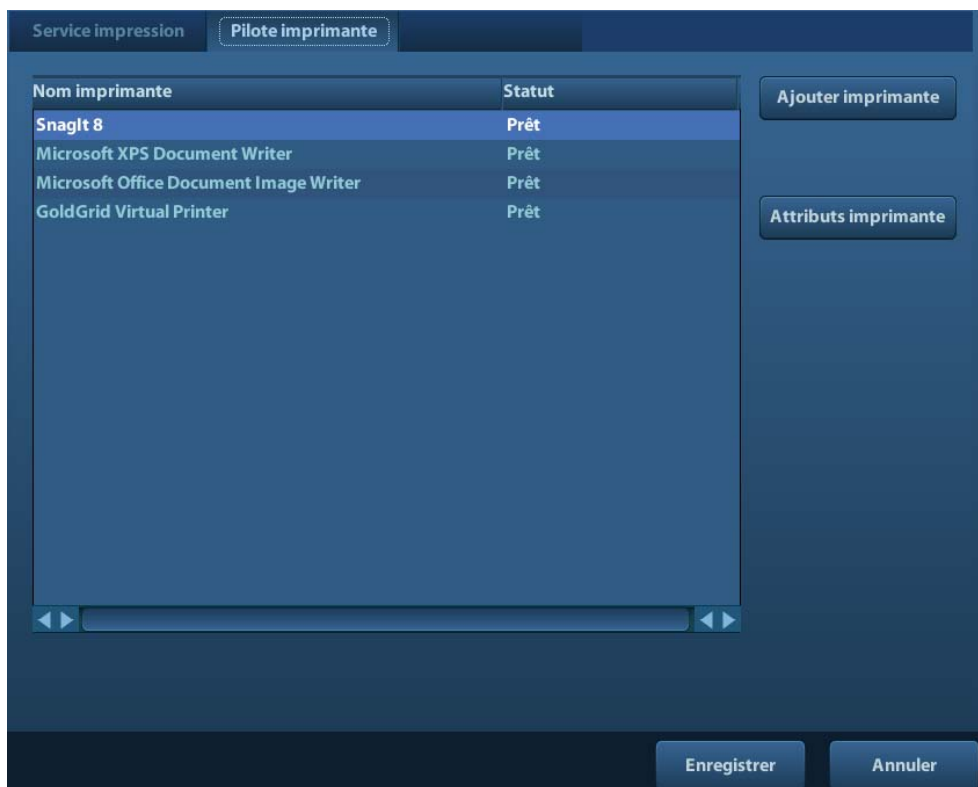 Service impression Pilote imprimante
Nom imprimante Statut
SnagIt 8 Prêt
Microsoft XPS Document Writer Prêt
Microsoft Office Document Image Writer Prêt
GoldGrid Virtual Printer Prêt
Ajouter imprimante
Attributs imprimante
Enregistrer Annuler